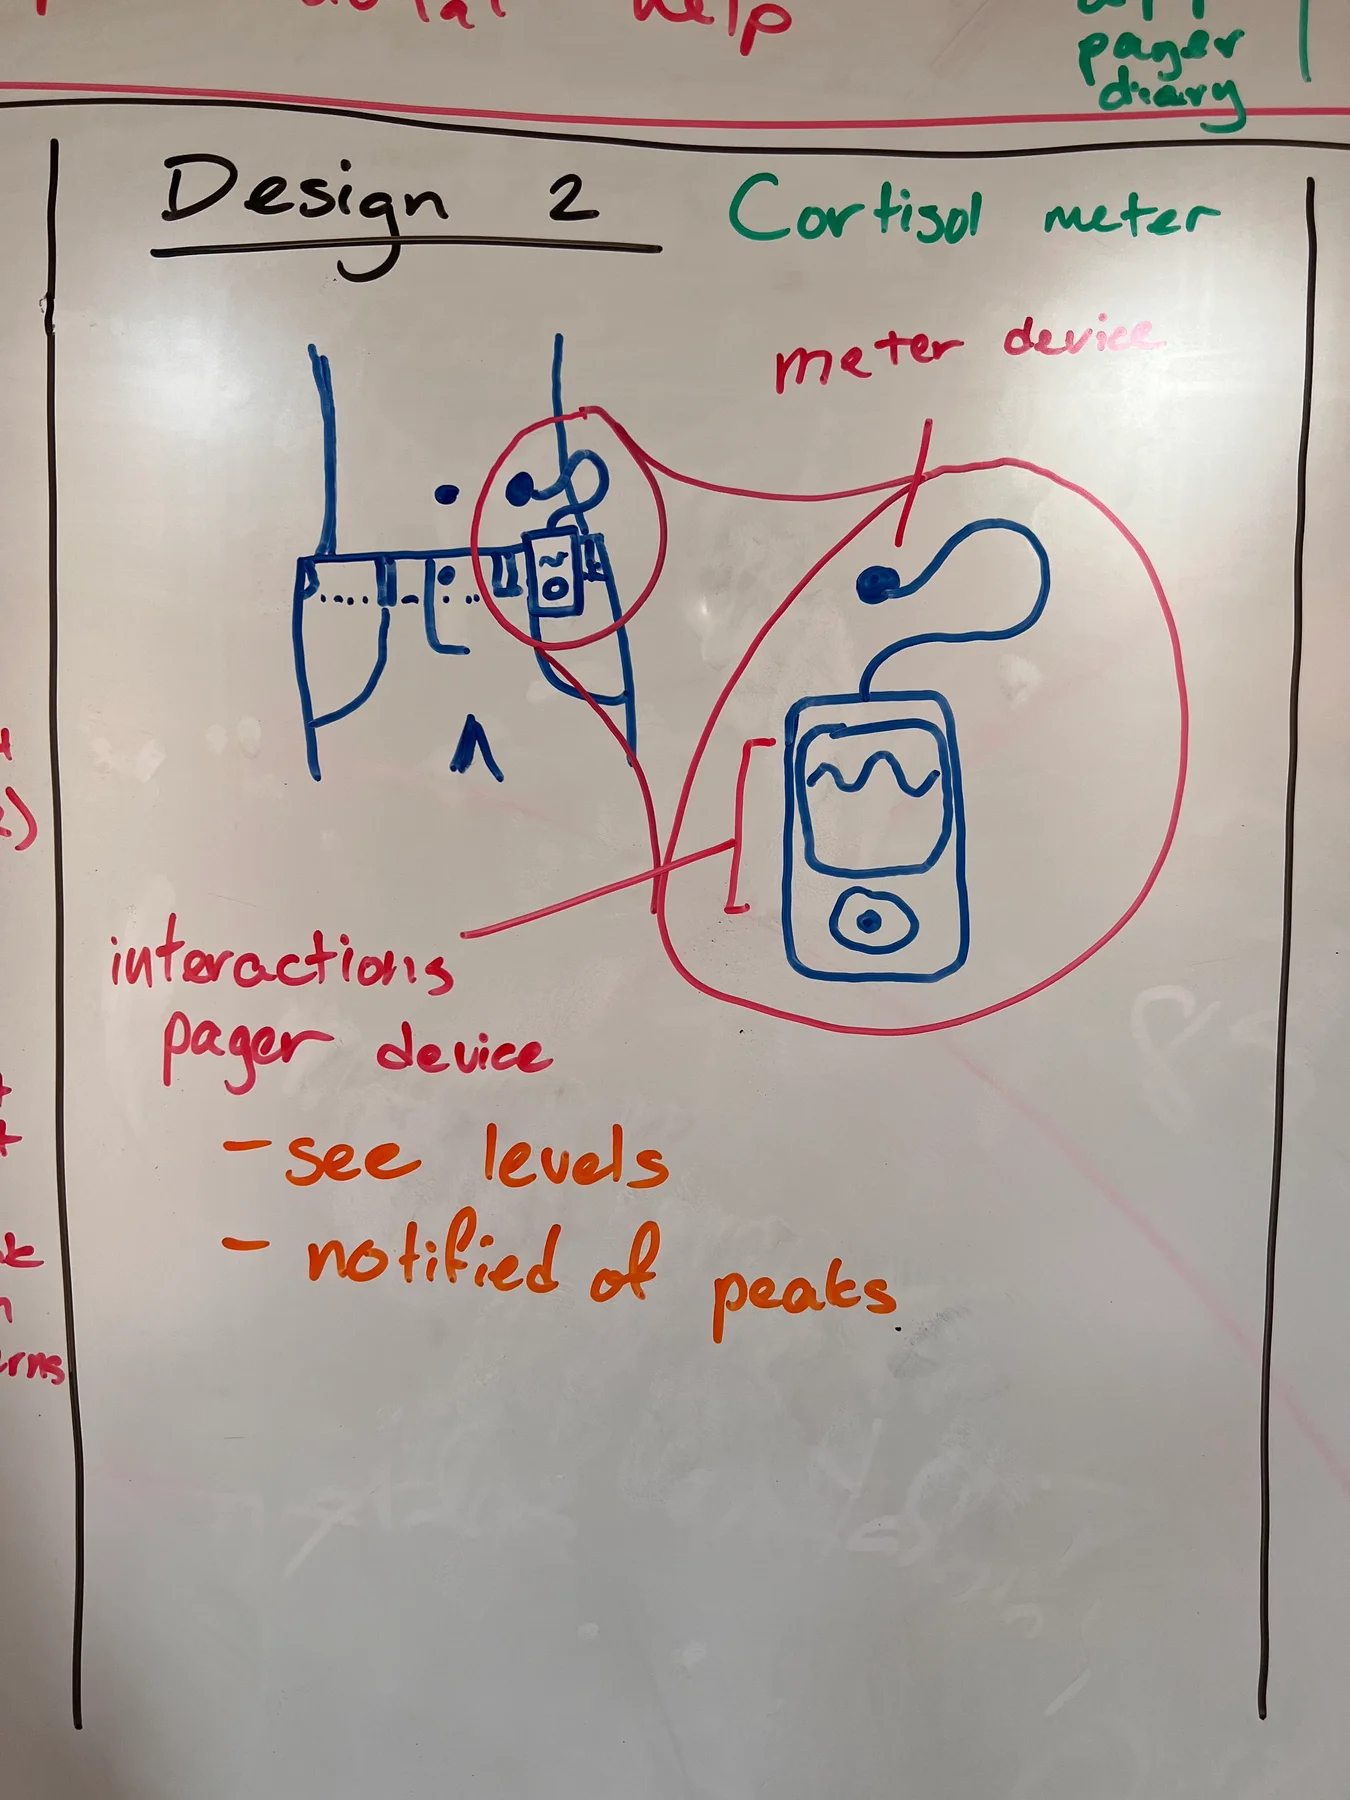 help
pager
diary
Design 2
Cortisol meter
meter device
interactions
pager device
- see levels
- notified of peaks